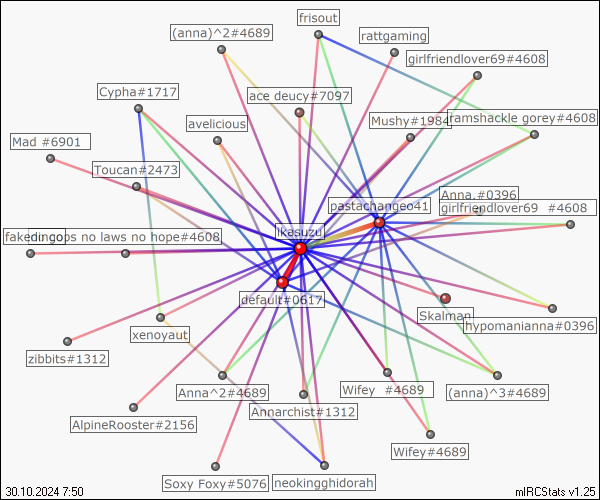 frisout
(anna)^2#4689
rattgaming
girlfriendlover69#4608
Cypha#1717
ace deucy#7097
avelicious
Mushy#1984
ramshackle gorey#4608
Mad #6901
Toucan#2473
Anna.#0396
pastachangeo41
girlfriendlover69 #4608
ikasuzu
no laws no hope#4608
default#0617
Skalman
hypomanianna#0396
xenoyaut
zibbits#1312
Anna^2#4689
Wifey #4689
(anna)^3#4689
Annarchist#1312
AlpineRooster#2156
Wifey#4689
Soxy Foxy#5076
neokingghidorah
30.10.2024 7:50
mIRCStats v1.25